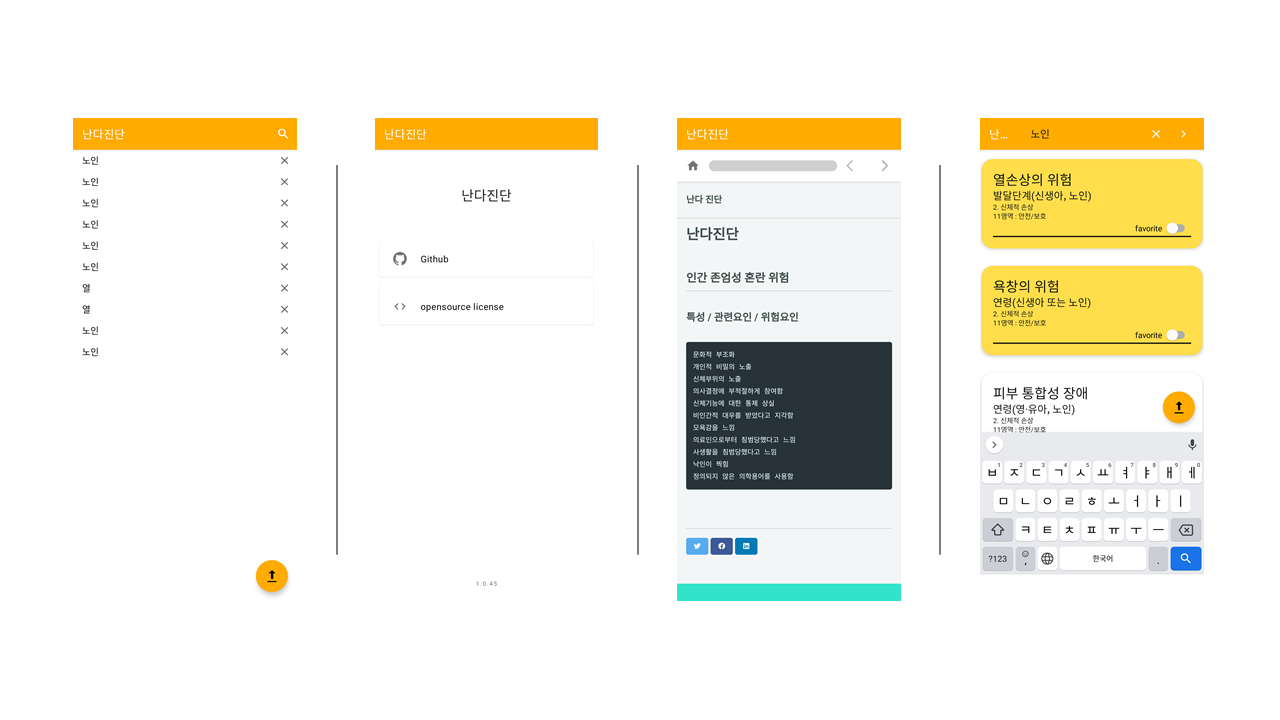 난다진단
노인
노인
노인
노인
노인
노인
열
열
노인
노인
난다진단
난다진단
Github
opensource license
1.0.45
난다진단
난다 진단
난다진단
인간 존엄성 혼란 위험
특성 / 관련요인 / 위험요인
문화적 부조화
개인적 비밀의 노출
신체부위의 노출
의사결정에 부적절하게 참여함
신체기능에 대한 통제 상실
비인간적 대우를 받았다고 지각함
모욕감을 느낌
의료인으로부터 침범당했다고 느낌
사생활을 침범당했다고 느낌
낙인이 찍힘
정의되지 않은 의학용어를 사용함
난... 노인
열손상의 위험
발달단계(신생아, 노인)
2. 신체적 손상
11영역 : 안전/보호
favorite
욕창의 위험
연령(신생아 또는 노인)
2. 신체적 손상
11영역 : 안전/보호
favorite
피부 통합성 장애
연령(영·유아, 노인)
2. 신체적 손상
11영역 : 안전/보호
ㅂ1 ㅈ2 ㄷ3 ㄱ4 ㅅ5 ㅛ6 ㅕ7 ㅑ8 ㅐ9 ㅔ0
ㅁ ㄴ ㅇ ㄹ ㅎ ㅗ ㅓ ㅏ ㅣ
ㅋ ㅌ ㅊ ㅍ ㅠ ㅜ ㅡ
?123 , 한국어 .